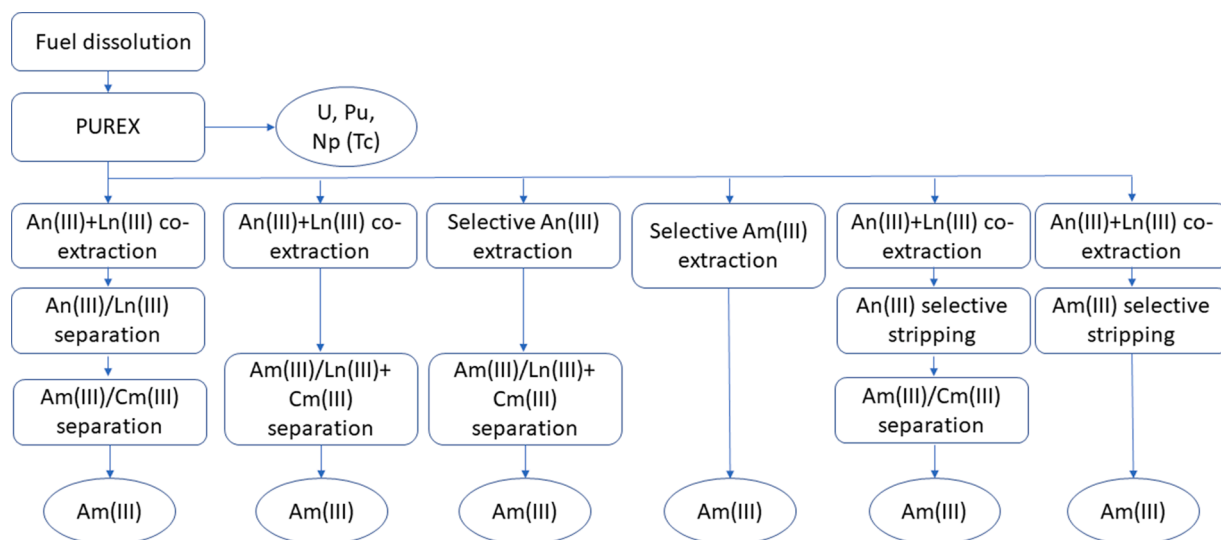 Fuel dissolution
PUREX
U, Pu,
Np (Tc)
An(III)+Ln(III) co-
extraction
An(III)/Ln(III)
separation
Am(III)/Cm(III)
separation
Am(III)
An(III)+Ln(III) co-
extraction
Am(III)/Ln(III)+
Cm(III)
separation
Am(III)
Selective An(III)
extraction
Am(III)/Ln(III)+
Cm(III)
separation
Am(III)
Selective Am(III)
extraction
Am(III)
An(III)+Ln(III) co-
extraction
An(III) selective
stripping
Am(III)/Cm(III)
separation
Am(III)
An(III)+Ln(III) co-
extraction
Am(III) selective
stripping
Am(III)